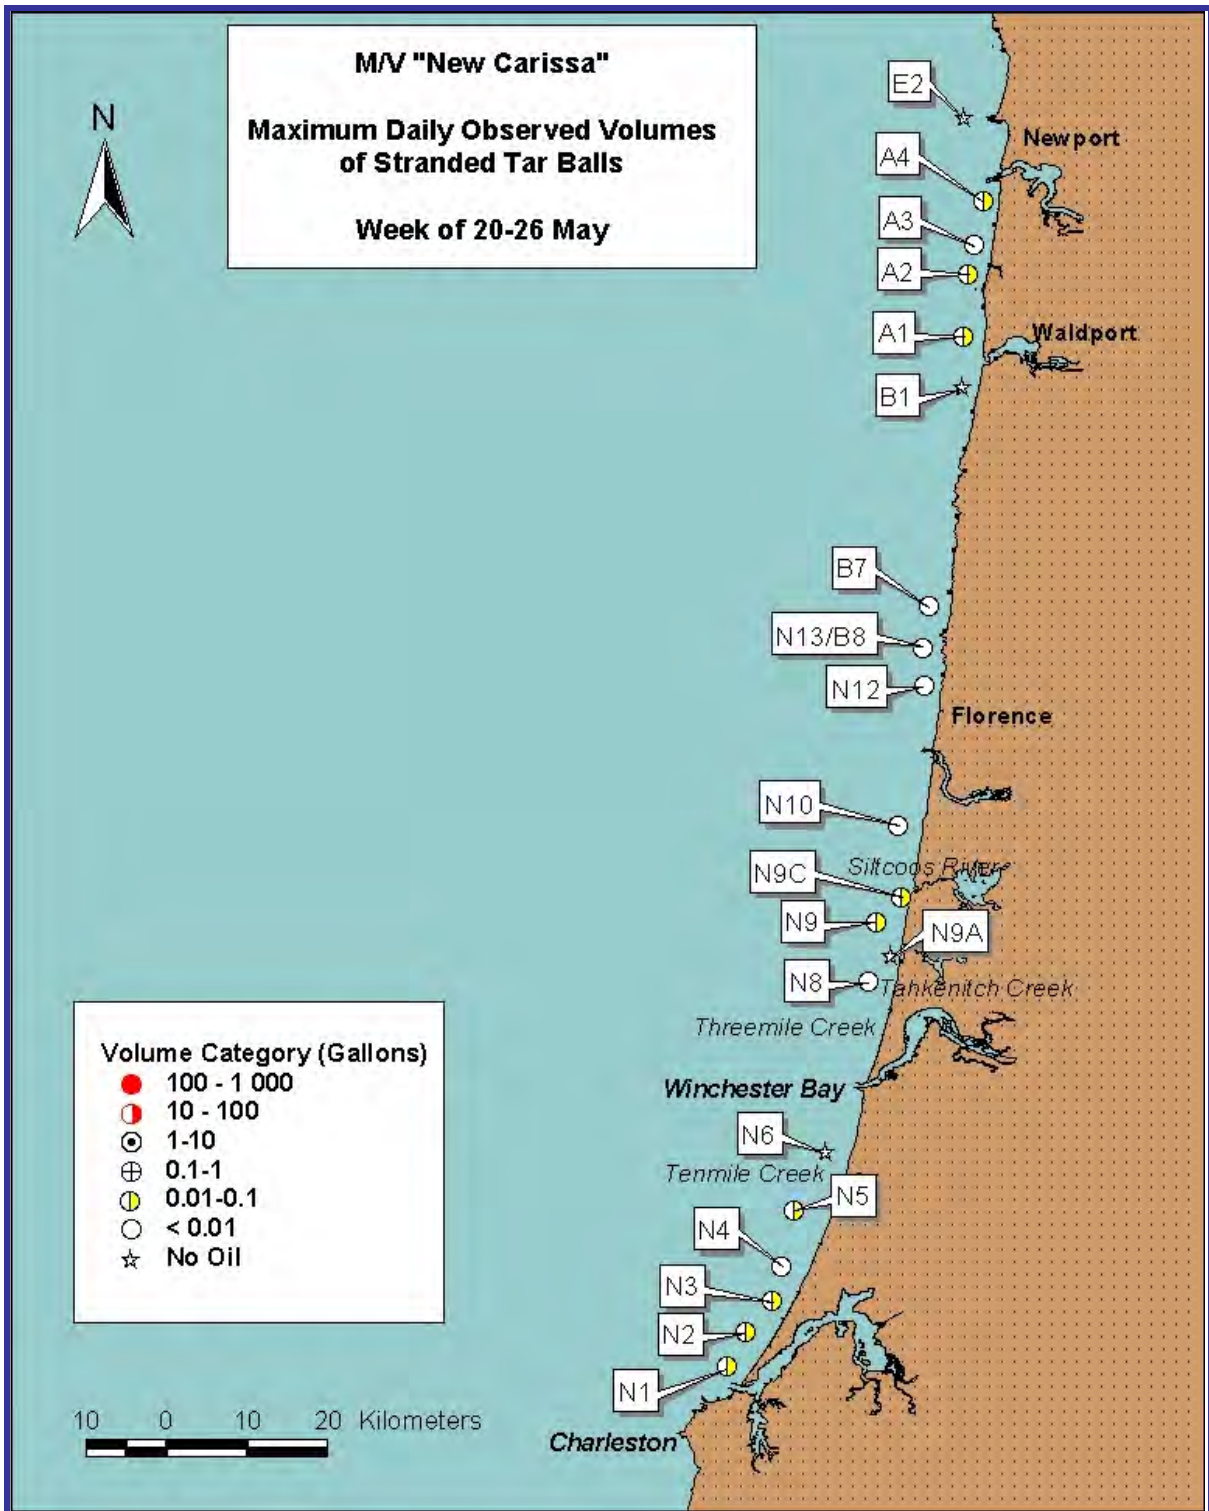 M/V "New Carissa"
Maximum Daily Observed Volumes
of Stranded Tar Balls
Week of 20-26 May
N
E2
Newport
A4
A3
A2
A1
Waldport
B1
B7
N13/B8
N12
Florence
N10
Siltcoos River
N9C
N9
N9A
N8
Tahkenitch Creek
Threemile Creek
Winchester Bay
N6
Tenmile Creek
N5
N4
N3
N2
N1
Charleston
Volume Category (Gallons)
100 - 1 000
10 - 100
1-10
0.1-1
0.01-0.1
< 0.01
No Oil
10 0 10 20 Kilometers